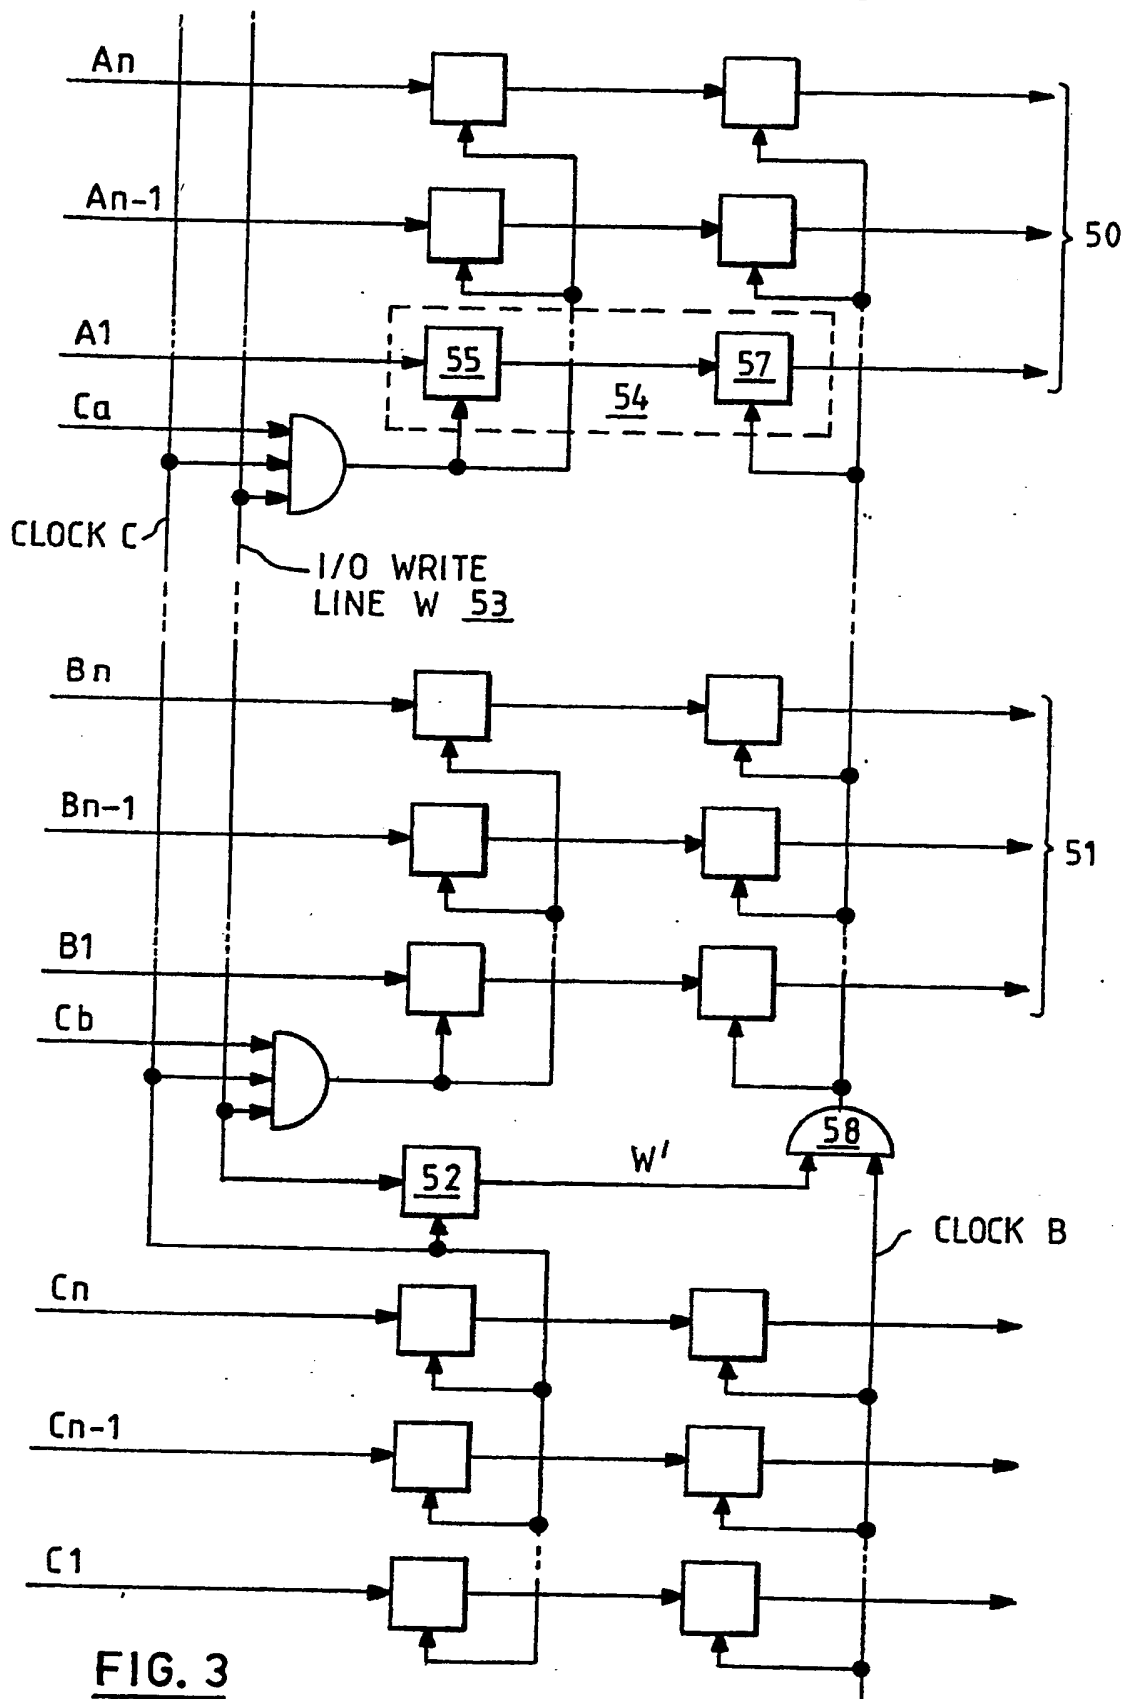 An
An-1
50
A1
55
57
54
Ca
CLOCK C
I/O WRITE
LINE W 53
Bn
Bn-1
51
B1
Cb
58
W'
52
CLOCK B
Cn
Cn-1
C1
FIG. 3